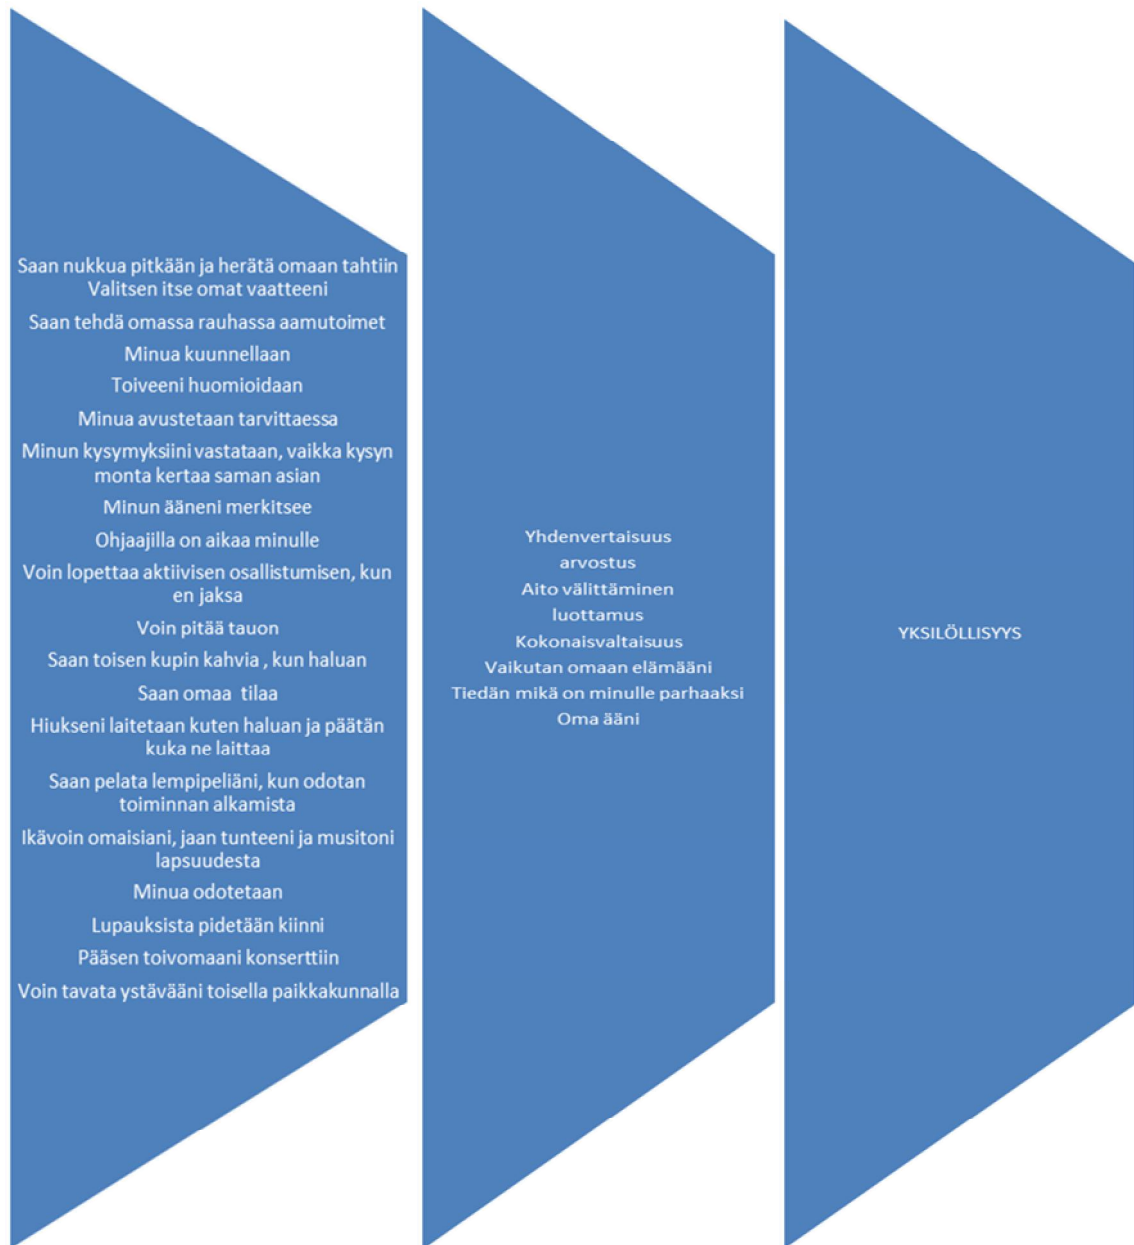 Saan nukkua pitkään ja herätä omaan tahtiin
Valitsen itse omat vaatteeni
Saan tehdä omassa rauhassa aamutoimet
Minua kuunnellaan
Toiveeni huomioidaan
Minua avustetaan tarvittaessa
Minun kysymyksiini vastataan, vaikka kysyn
monta kertaa saman asian
Minun ääneni merkitsee
Ohjaajilla on aikaa minulle
Voin lopettaa aktiivisen osallistumisen, kun
en jaksa
Voin pitää tauon
Saan toisen kupin kahvia , kun haluan
Saan omaa tilaa
Hiukseni laitetaan kuten haluan ja päätän
kuka ne laittaa
Saan pelata lempipeliäni, kun odotan
toiminnan alkamista
Ikävoin omaisiani, jaan tunteeni ja musitoni
lapsuudesta
Minua odotetaan
Lupauksista pidetään kiinni
Pääsen toivomaani konserttiin
Voin tavata ystävääni toisella paikkakunnalla
Yhdenvertaisuus
arvostus
Aito välittäminen
luottamus
Kokonaisvaltaisuus
Vaikutan omaan elämääni
Tiedän mikä on minulle parhaaksi
Oma ääni
YKSILÖLLISYYS